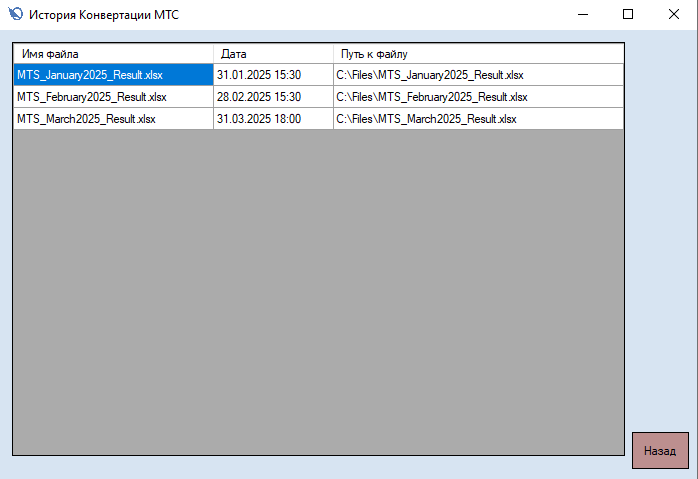 История Конвертации МТС
Имя файла Дата Путь к файлу
MTS_January2025_Result.xlsx 31.01.2025 15:30 C:\Files\MTS_January2025_Result.xlsx
MTS_February2025_Result.xlsx 28.02.2025 15:30 C:\Files\MTS_February2025_Result.xlsx
MTS_March2025_Result.xlsx 31.03.2025 18:00 C:\Files\MTS_March2025_Result.xlsx
Назад